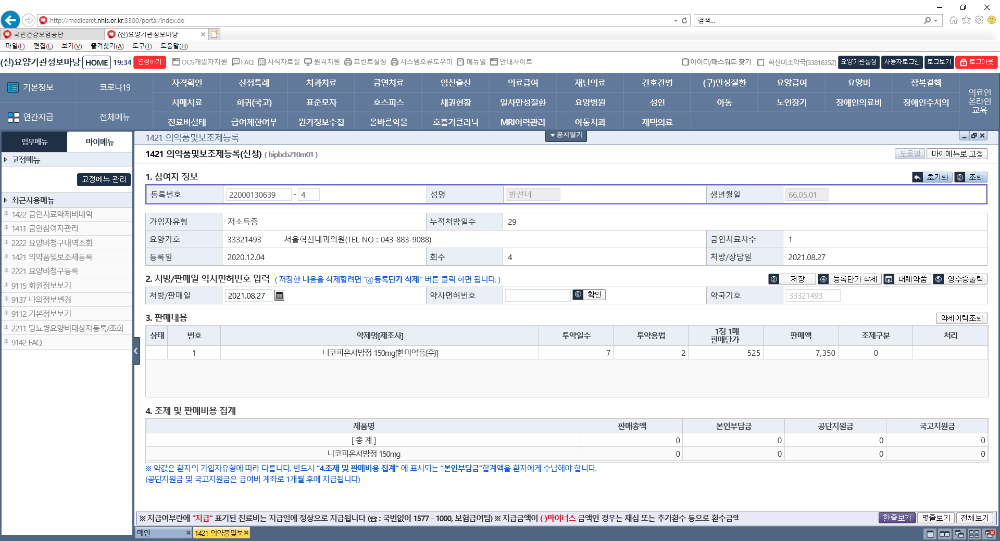 http://medicaret.nhis.or.kr:8300/portal/index.do
검색...
국민건강보험공단
(신)요양기관정보마당
파일(F) 편집(E) 보기(V) 즐겨찾기(A) 도구(T) 도움말(H)
(신)요양기관정보마당 HOME 19:34 연장하기 OCS개발자지원 FAQ 서식자료실 원격지원 프린트설정 시스템오류도우미 메뉴얼 안내사이트 아이디/패스워드 찾기 혁신미소약국[33816352] 요양기관설정 사용자로그인 로그보기 로그아웃
기본정보 코로나19
연간지급 전체메뉴
자격확인 산정특례 치과치료 금연치료 임신출산 의료급여 재난의료 간호간병 (구)만성질환 요양급여 요양비 잠복결핵
치매치료 희귀(국고) 표준모자 호스피스 채권현황 일차만성질환 요양병원 성인 아동 노인장기 장애인의료비 장애인주치의
진료비실태 급여제한여부 원가정보수집 올바른약물 호흡기클리닉 MRI이력관리 아동치과 재택의료
의료인
온라인
교육
업무메뉴 마이메뉴
고정메뉴
고정메뉴 관리
최근사용메뉴
1422 금연치료약제비내역
1411 금연참여자관리
2222 요양비청구내역조회
1421 의약품및보조제등록
2221 요양비청구등록
9115 회원정보보기
9137 나의정보변경
9112 기본정보보기
2211 당뇨병요양비대상자등록/조회
9142 FAQ
1421 의약품및보조제등록
▼공지열기
1421 의약품및보조제등록(신청) ( bipbcb210m01 )
도움말 마이메뉴로 고정
1. 참여자 정보
초기화 ② 조회
등록번호 22000130639 - 4 성명 밤선너 생년월일 66.05.01
가입자유형 저소득층 누적처방일수 29
요양기호 33321493 서울혁신내과의원(TEL NO : 043-883-9088) 금연치료차수 1
등록일 2020.12.04 회수 4 처방/상담일 2021.08.27
2. 처방/판매일 약사면허번호 입력 ( 저장한 내용을 삭제할려면 "④등록단가 삭제" 버튼 클릭 하면 됩니다. )
③ 저장 ④ 등록단가 삭제 대체약품 ⑤ 영수증출력
처방/판매일 2021.08.27 약사면허번호 ⑥ 확인 약국기호 33321493
3. 판매내용
약제이력조회
상태 번호 약제명[제조사] 투약일수 투약용법 1정 1매 판매단가 판매액 조제구분 처리
1 니코피온서방정 150mg[한미약품(주)] 7 2 525 7,350 0
4. 조제 및 판매비용 집계
제품명 판매총액 본인부담금 공단지원금 국고지원금
[ 총 계 ] 0 0 0 0
니코피온서방정 150mg 0 0 0 0
※ 약값은 환자의 가입자유형에 따라 다릅니다. 반드시 “4.조제 및 판매비용 집계” 에 표시되는 “본인부담금”합계액을 환자에게 수납해야 합니다.
(공단지원금 및 국고지원금은 급여비 계좌로 1개월 후에 지급됩니다)
※ 지급여부란에 "지급" 표기된 진료비는 지급일에 정상으로 지급됩니다 (☎ : 국번없이 1577 - 1000, 보험급여팀) ※ 지급금액이 (-)마이너스 금액인 경우는 재심 또는 추가환수 등으로 환수금액
한줄보기 몇줄보기 전체보기
메인 1421 의약품및보